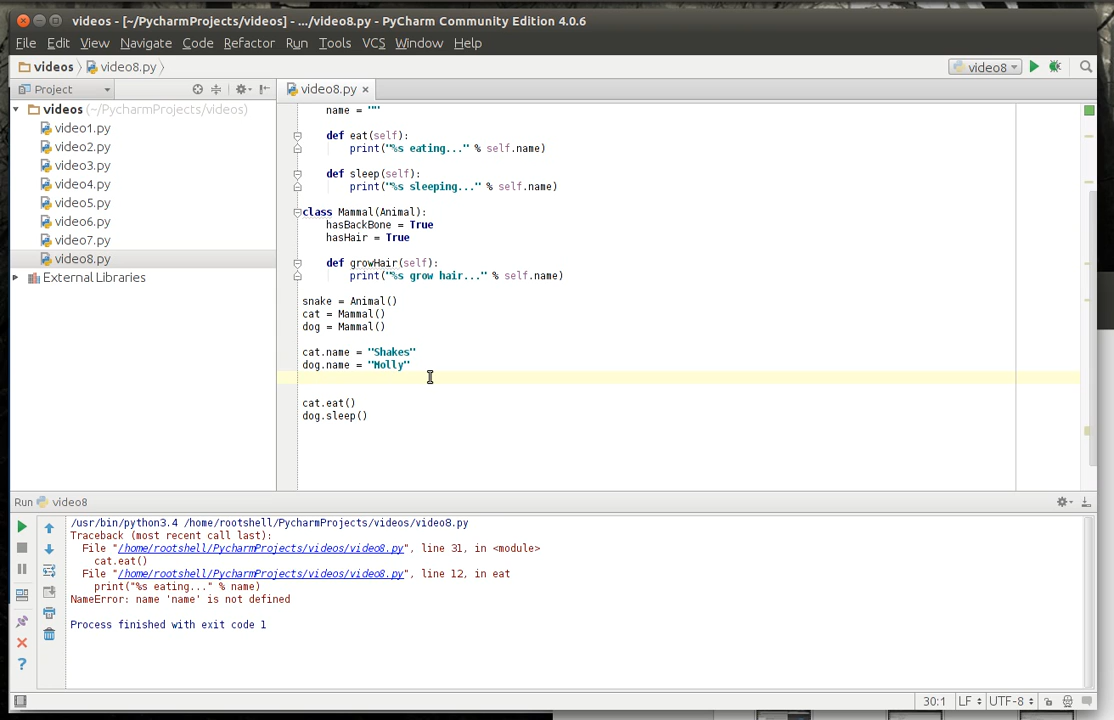 videos - [~/PycharmProjects/videos] - .../video8.py - PyCharm Community Edition 4.0.6
File Edit View Navigate Code Refactor Run Tools VCS Window Help
videos video8.py video8
Project video8.py
videos (~/PycharmProjects/videos)
video1.py
video2.py
video3.py
video4.py
video5.py
video6.py
video7.py
video8.py
External Libraries
name = ""
def eat(self):
print("%s eating..." % self.name)
def sleep(self):
print("%s sleeping..." % self.name)
class Mammal(Animal):
hasBackBone = True
hasHair = True
def growHair(self):
print("%s grow hair..." % self.name)
snake = Animal()
cat = Mammal()
dog = Mammal()
cat.name = "Shakes"
dog.name = "Molly"
cat.eat()
dog.sleep()
Run video8
/usr/bin/python3.4 /home/rootshell/PycharmProjects/videos/video8.py
Traceback (most recent call last):
File "/home/rootshell/PycharmProjects/videos/video8.py", line 31, in <module>
cat.eat()
File "/home/rootshell/PycharmProjects/videos/video8.py", line 12, in eat
print("%s eating..." % name)
NameError: name 'name' is not defined
Process finished with exit code 1
30:1 LF UTF-8